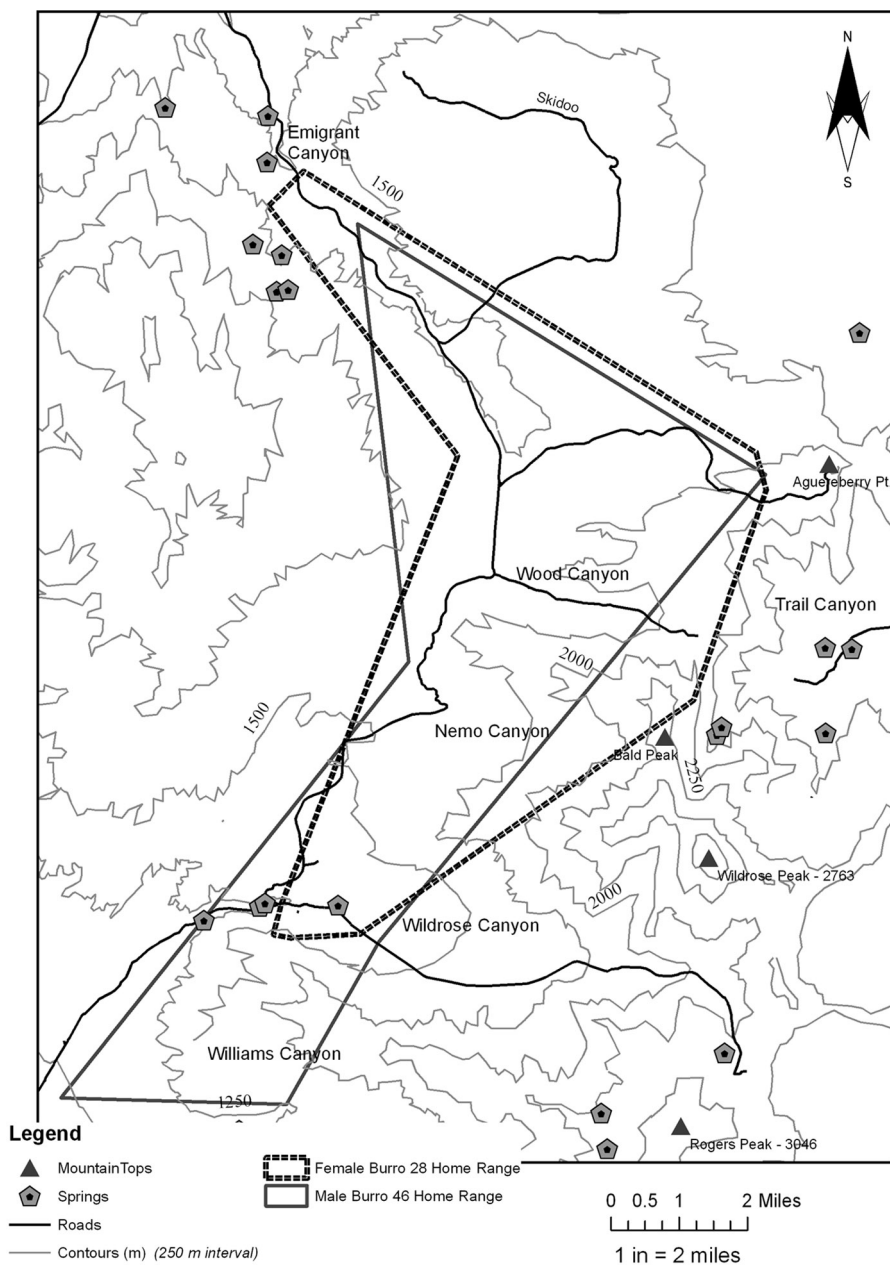 N
S
Skidoo
Emigrant
Canyon
1500
Aguereberry Pt
Wood Canyon
Trail Canyon
2000
1500
Nemo Canyon
Bald Peak
2250
Wildrose Peak - 2763
2000
Wildrose Canyon
Williams Canyon
1250
Rogers Peak - 3046
Legend
MountainTops
Springs
Roads
Contours (m) (250 m interval)
Female Burro 28 Home Range
Male Burro 46 Home Range
0 0.5 1 2 Miles
1 in = 2 miles